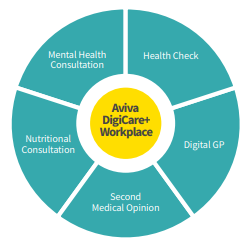 Mental Health
Consultation
Health Check
Aviva
DigiCare+
Workplace
Nutritional
Consultation
Digital GP
Second
Medical Opinion